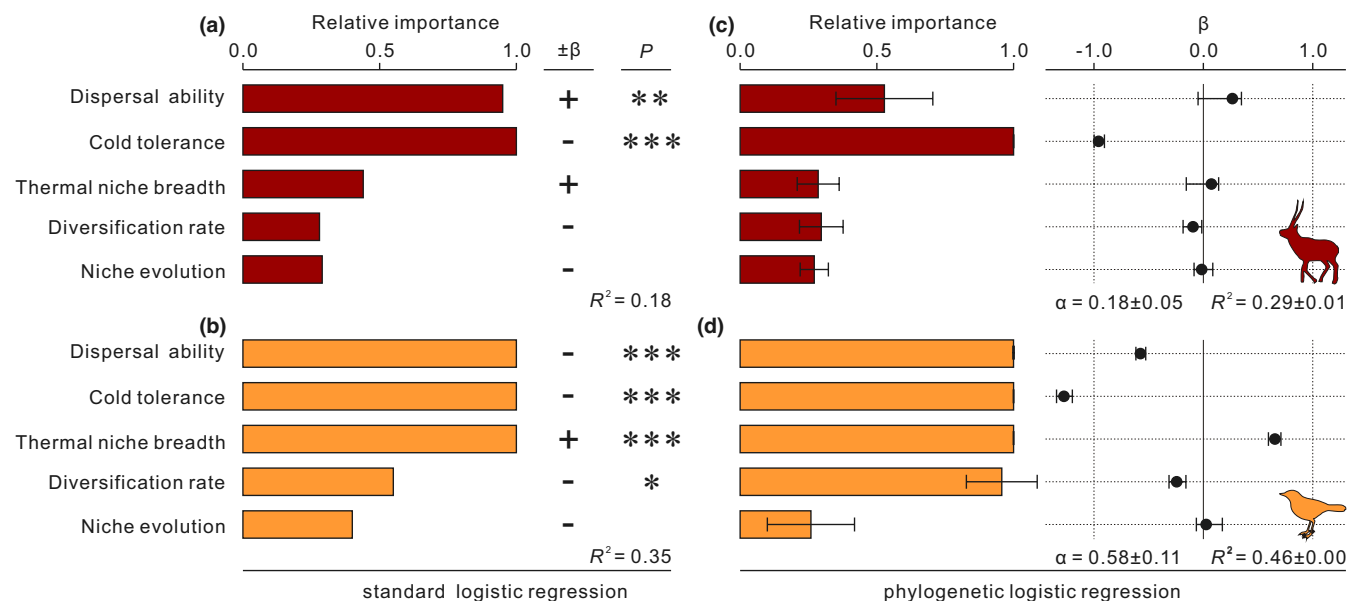 (a) Relative importance
0.0 0.5 1.0 ±β P
Dispersal ability + **
Cold tolerance - ***
Thermal niche breadth +
Diversification rate -
Niche evolution -
R² = 0.18
(c) Relative importance β
0.0 0.5 1.0 -1.0 0.0 1.0
α = 0.18±0.05 R² = 0.29±0.01
(b)
Dispersal ability - ***
Cold tolerance - ***
Thermal niche breadth + ***
Diversification rate - *
Niche evolution -
R² = 0.35
standard logistic regression
(d)
α = 0.58±0.11 R² = 0.46±0.00
phylogenetic logistic regression